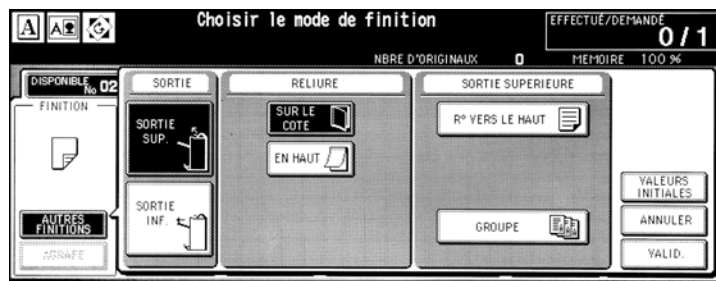 A A
Choisir le mode de finition
EFFECTUÉ/DEMANDÉ
0/1
NBRE D'ORIGINAUX 0 MEMOIRE 100 %
DISPONIBLE
No 02
FINITION
AUTRES
FINITIONS
AGRAFE
SORTIE
SORTIE
SUP.
SORTIE
INF.
RELIURE
SUR LE
COTE
EN HAUT
SORTIE SUPERIEURE
Rº VERS LE HAUT
GROUPE
VALEURS
INITIALES
ANNULER
VALID.